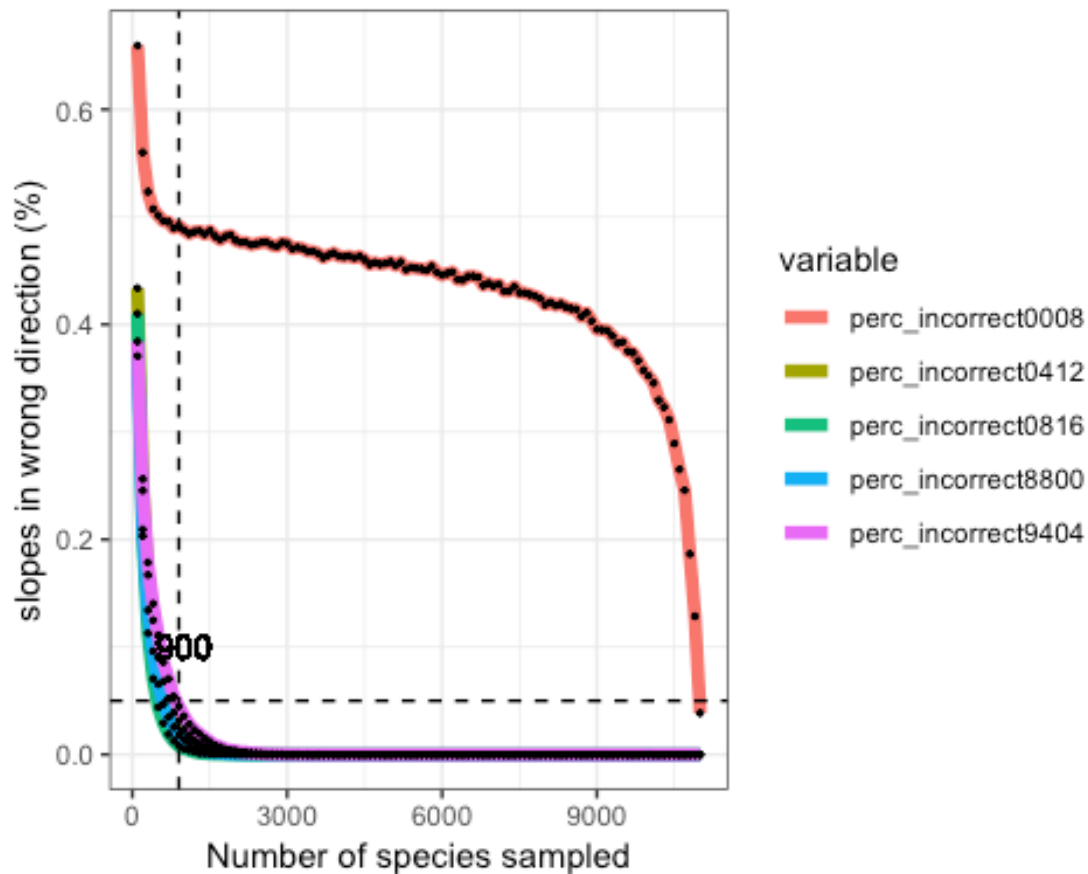 slopes in wrong direction (%)
0.6
0.4
0.2
0.0
900
0
3000
6000
9000
Number of species sampled
variable
perc_incorrect0008
perc_incorrect0412
perc_incorrect0816
perc_incorrect8800
perc_incorrect9404